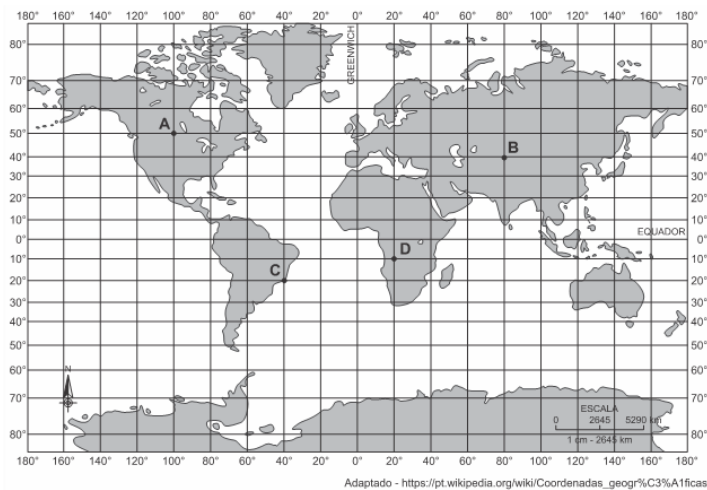 180° 160° 140° 120° 100° 80° 60° 40° 20° 0° 20° 40° 60° 80° 100° 120° 140° 160° 180°
GREENWICH
80° 80°
70° 70°
60° 60°
A
50° 50°
B
40° 40°
30° 30°
20° 20°
10° 10°
EQUADOR
0° 0°
D
10° 10°
C
20° 20°
30° 30°
40° 40°
50° 50°
60° 60°
N
70° 70°
ESCALA
0 2645 5290 km
80° 80°
1 cm - 2645 km
180° 160° 140° 120° 100° 80° 60° 40° 20° 0° 20° 40° 60° 80° 100° 120° 140° 160° 180°
Adaptado - https://pt.wikipedia.org/wiki/Coordenadas_geogr%C3%A1ficas